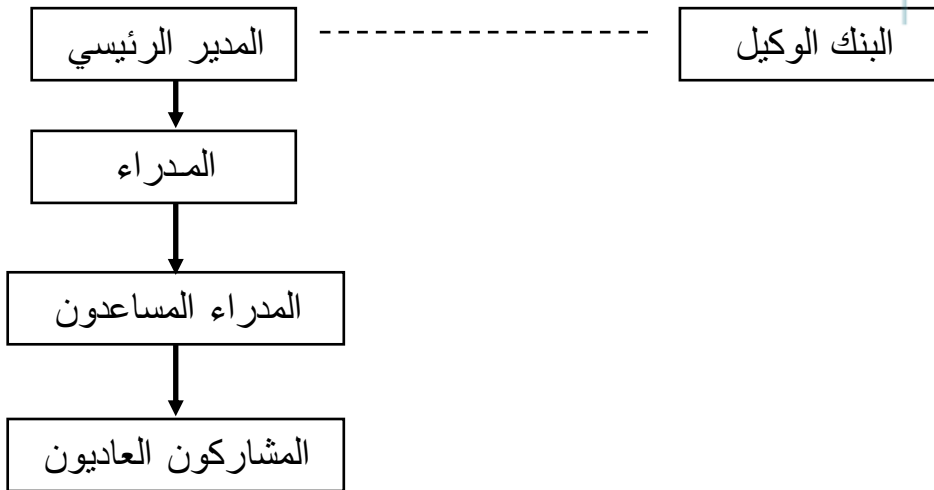 البنك الوكيل
المدير الرئيسي
المدراء
المدراء المساعدون
المشاركون العاديون